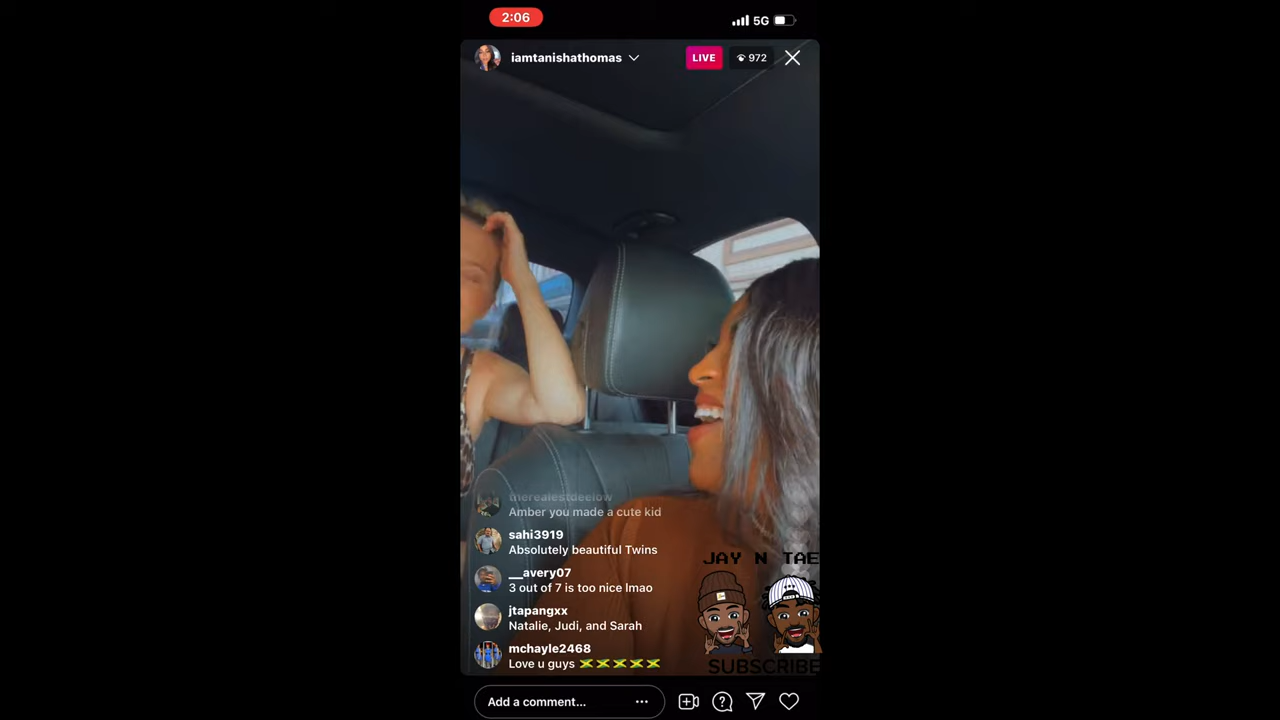 2:06
5G
iamtanishathomas
LIVE
972
therealestdeelow
Amber you made a cute kid
sahi3919
Absolutely beautiful Twins
__avery07
3 out of 7 is too nice lmao
jtapangxx
Natalie, Judi, and Sarah
mchayle2468
Love u guys 🇯🇲🇯🇲🇯🇲🇯🇲🇯🇲
JAY N TAE
SUBSCRIBE
Add a comment...